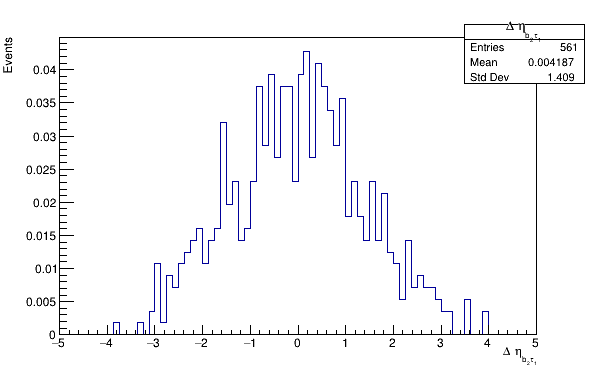 Δ η_{b_2τ_1}
Entries 561
Mean 0.004187
Std Dev 1.409
Events
0.04
0.035
0.03
0.025
0.02
0.015
0.01
0.005
0
−5 −4 −3 −2 −1 0 1 2 3 4 5
Δ η_{b_2τ_1}